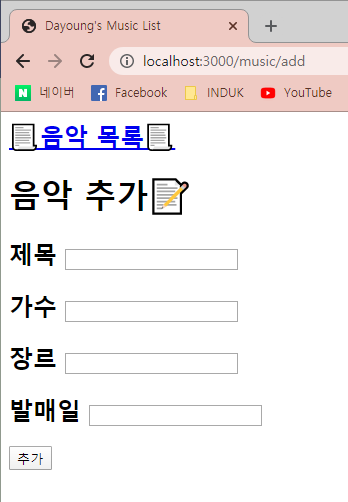 Dayoung's Music List
localhost:3000/music/add
네이버 Facebook INDUK YouTube
📃음악 목록📃
음악 추가📝
제목
가수
장르
발매일
추가